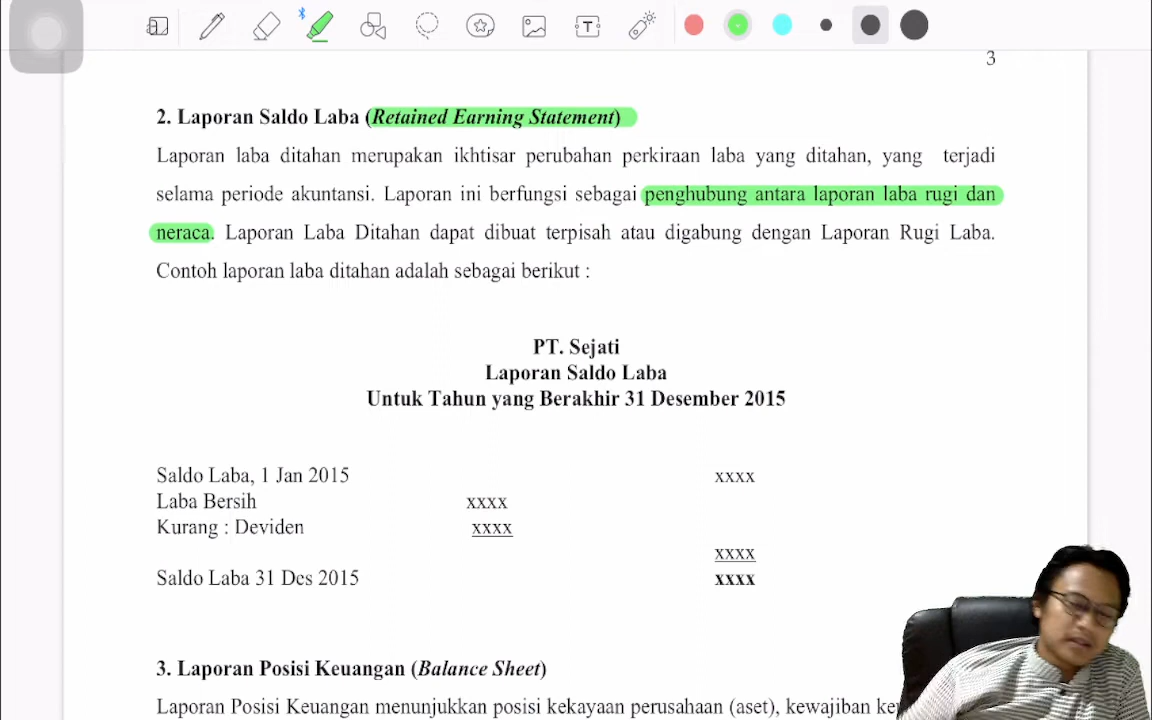 3
2. Laporan Saldo Laba (Retained Earning Statement)
Laporan laba ditahan merupakan ikhtisar perubahan perkiraan laba yang ditahan, yang terjadi
selama periode akuntansi. Laporan ini berfungsi sebagai penghubung antara laporan laba rugi dan
neraca. Laporan Laba Ditahan dapat dibuat terpisah atau digabung dengan Laporan Rugi Laba.
Contoh laporan laba ditahan adalah sebagai berikut :
PT. Sejati
Laporan Saldo Laba
Untuk Tahun yang Berakhir 31 Desember 2015
Saldo Laba, 1 Jan 2015 xxxx
Laba Bersih xxxx
Kurang : Deviden xxxx
xxxx
Saldo Laba 31 Des 2015 xxxx
3. Laporan Posisi Keuangan (Balance Sheet)
Laporan Posisi Keuangan menunjukkan posisi kekayaan perusahaan (aset), kewajiban